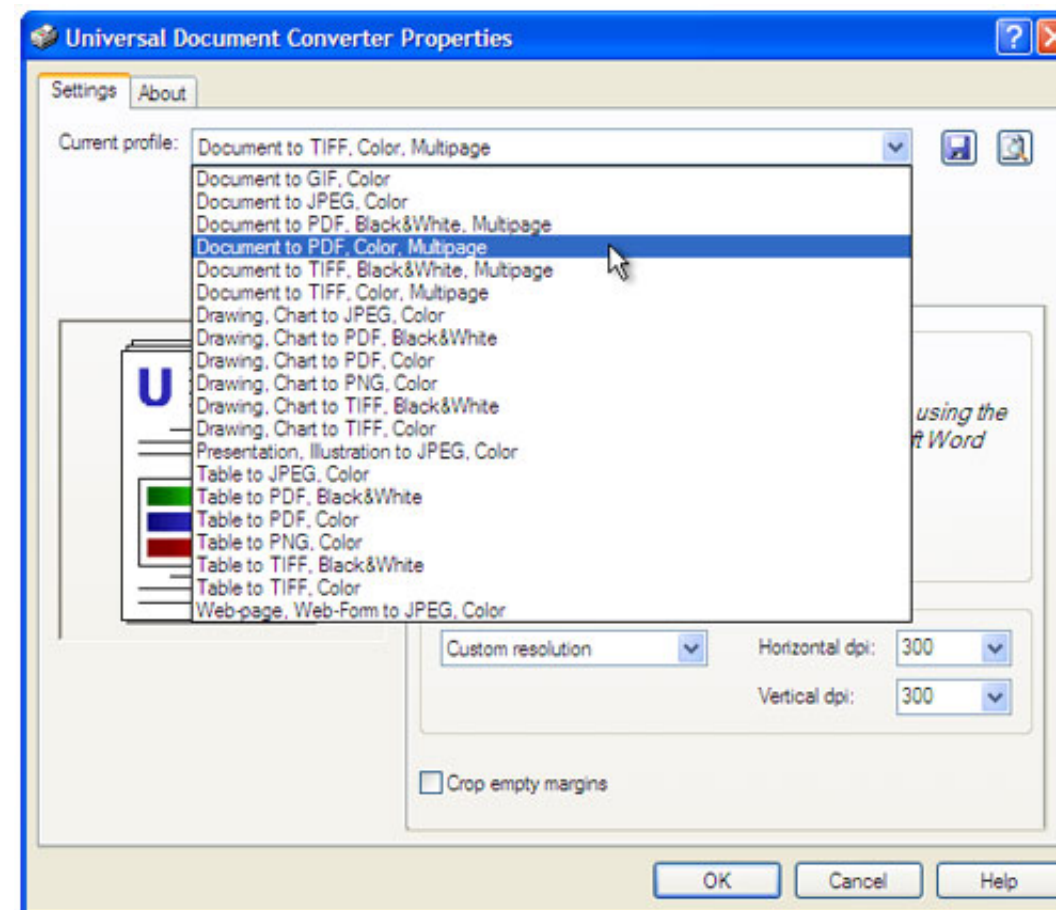 Universal Document Converter Properties
Settings About
Current profile: Document to TIFF, Color, Multipage
Document to GIF, Color
Document to JPEG, Color
Document to PDF, Black&White, Multipage
Document to PDF, Color, Multipage
Document to TIFF, Black&White, Multipage
Document to TIFF, Color, Multipage
Drawing, Chart to JPEG, Color
Drawing, Chart to PDF, Black&White
Drawing, Chart to PDF, Color
Drawing, Chart to PNG, Color
Drawing, Chart to TIFF, Black&White
Drawing, Chart to TIFF, Color
Presentation, Illustration to JPEG, Color
Table to JPEG, Color
Table to PDF, Black&White
Table to PDF, Color
Table to PNG, Color
Table to TIFF, Black&White
Table to TIFF, Color
Web-page, Web-Form to JPEG, Color
U
using the
ft Word
Custom resolution Horizontal dpi: 300
Vertical dpi: 300
Crop empty margins
OK Cancel Help